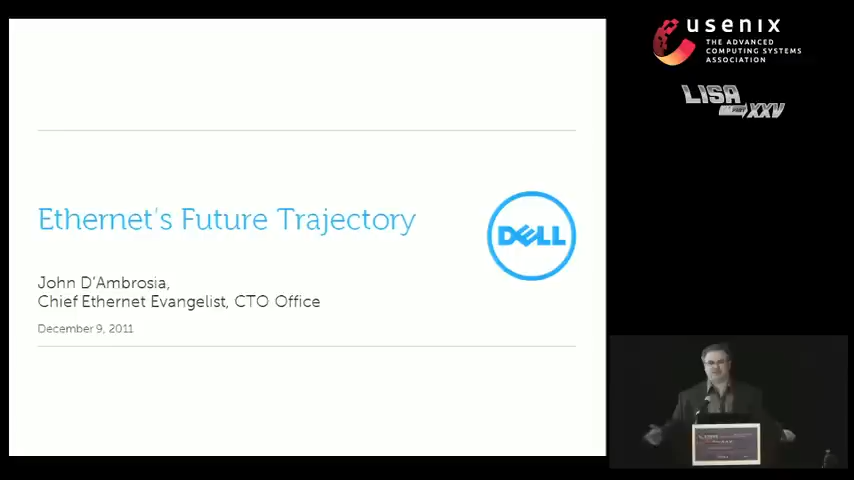 Ethernet's Future Trajectory
DELL
John D'Ambrosia,
Chief Ethernet Evangelist, CTO Office
December 9, 2011
usenix
THE ADVANCED
COMPUTING SYSTEMS
ASSOCIATION
LISA
XXV